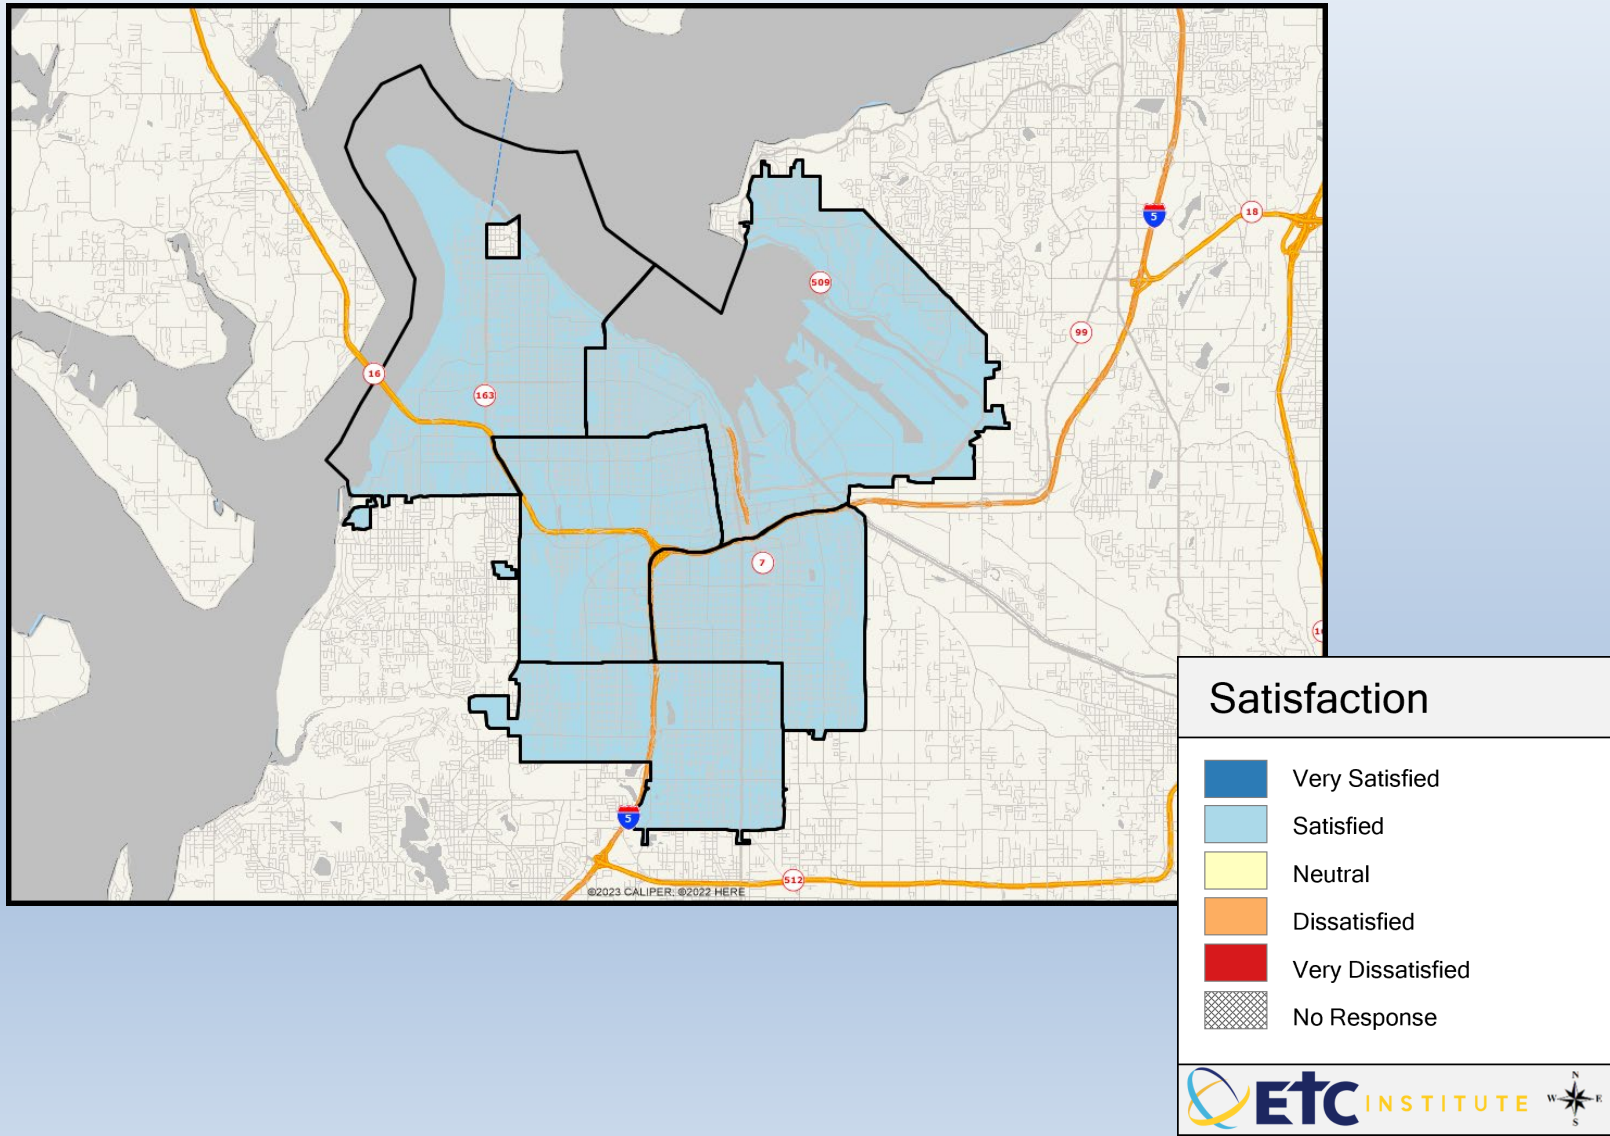 5
18
509
99
16
163
7
5
512
©2023 CALIPER; ©2022 HERE
Satisfaction
Very Satisfied
Satisfied
Neutral
Dissatisfied
Very Dissatisfied
No Response
ETC INSTITUTE
N
W E
S